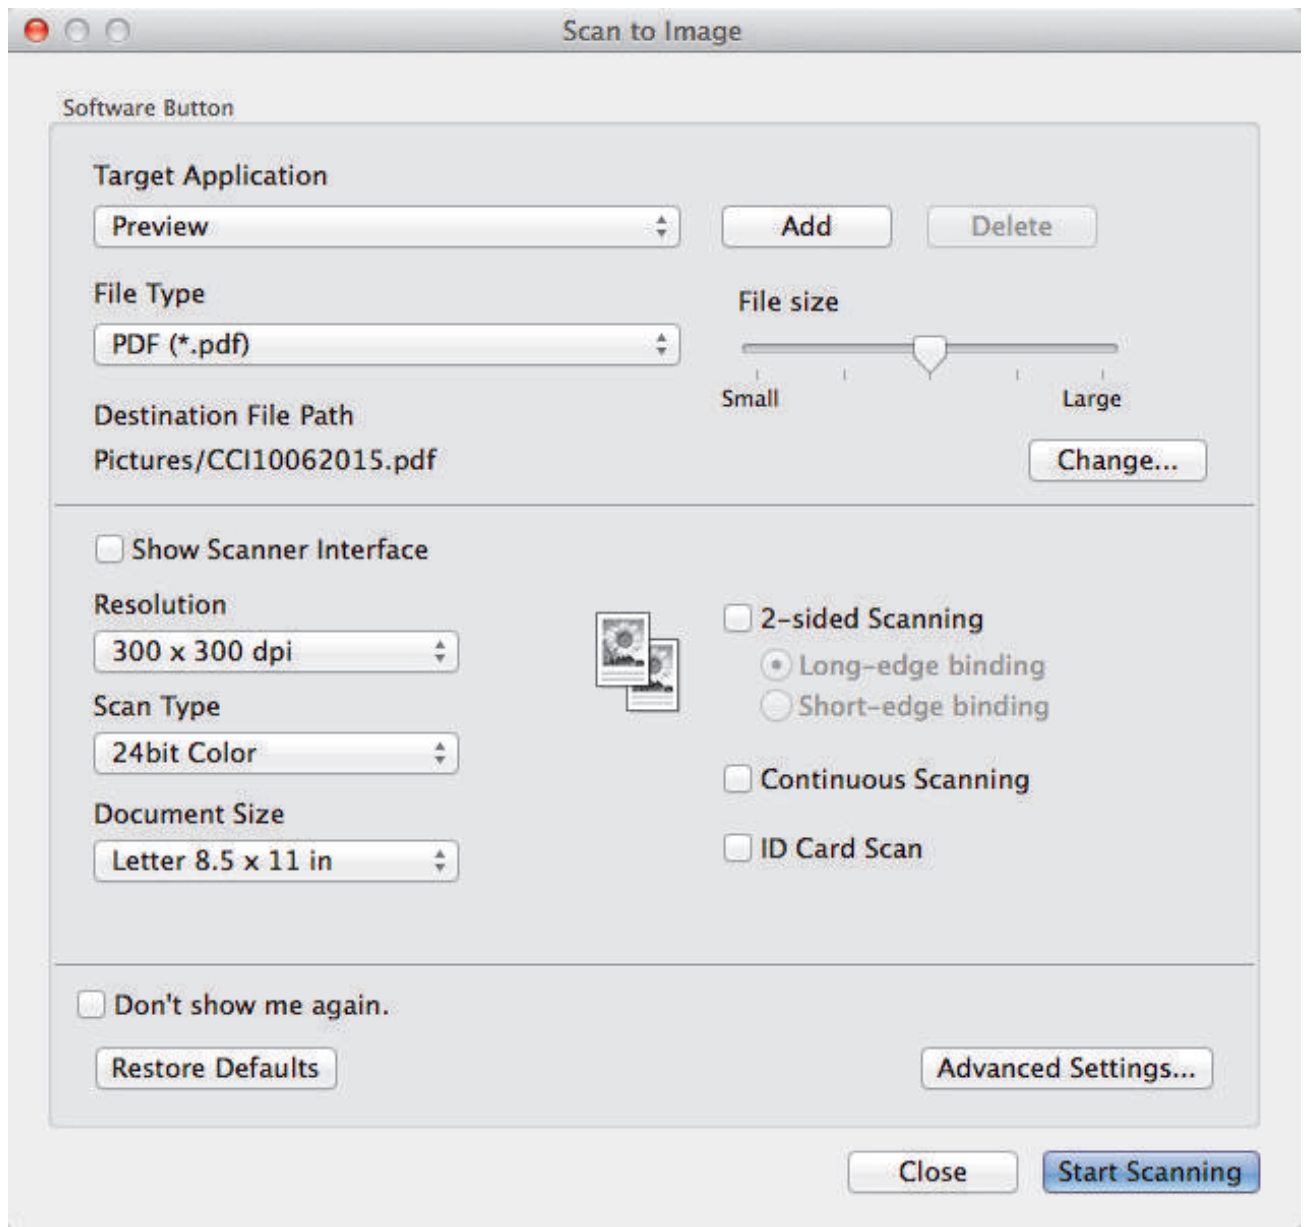 Scan to Image
Software Button
Target Application
Preview
Add
Delete
File Type
File size
PDF (*.pdf)
Small
Large
Destination File Path
Pictures/CCI10062015.pdf
Change...
Show Scanner Interface
Resolution
300 x 300 dpi
2-sided Scanning
Long-edge binding
Short-edge binding
Scan Type
24bit Color
Continuous Scanning
Document Size
Letter 8.5 x 11 in
ID Card Scan
Don't show me again.
Restore Defaults
Advanced Settings...
Close
Start Scanning